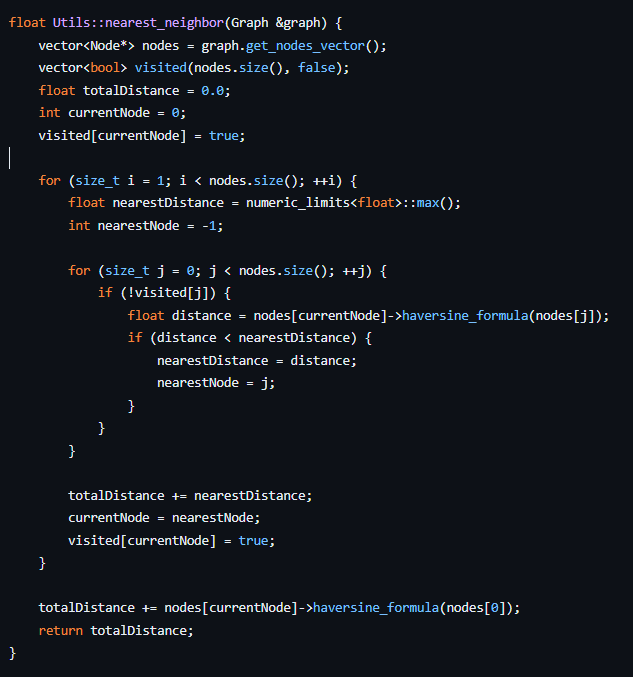 float Utils::nearest_neighbor(Graph &graph) {
    vector<Node*> nodes = graph.get_nodes_vector();
    vector<bool> visited(nodes.size(), false);
    float totalDistance = 0.0;
    int currentNode = 0;
    visited[currentNode] = true;

    for (size_t i = 1; i < nodes.size(); ++i) {
        float nearestDistance = numeric_limits<float>::max();
        int nearestNode = -1;

        for (size_t j = 0; j < nodes.size(); ++j) {
            if (!visited[j]) {
                float distance = nodes[currentNode]->haversine_formula(nodes[j]);
                if (distance < nearestDistance) {
                    nearestDistance = distance;
                    nearestNode = j;
                }
            }
        }

        totalDistance += nearestDistance;
        currentNode = nearestNode;
        visited[currentNode] = true;
    }

    totalDistance += nodes[currentNode]->haversine_formula(nodes[0]);
    return totalDistance;
}